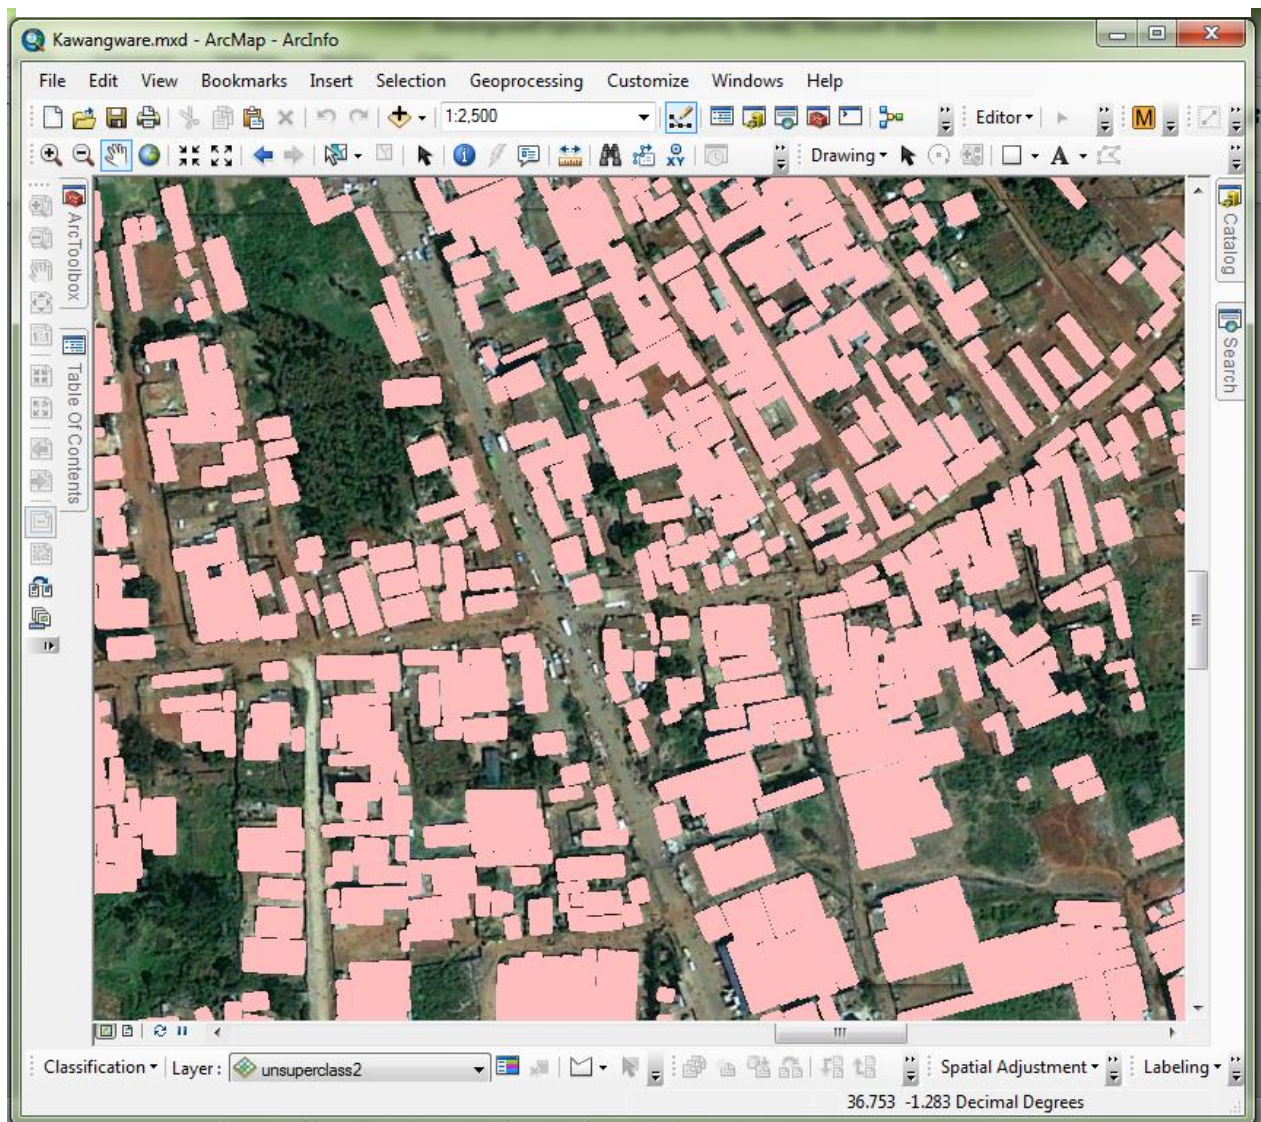 Kawangware.mxd - ArcMap - ArcInfo
File Edit View Bookmarks Insert Selection Geoprocessing Customize Windows Help
1:2,500 Editor M
Drawing A
ArcToolbox
Table Of Contents
Catalog
Search
Classification Layer : unsuperclass2 Spatial Adjustment Labeling
36.753 -1.283 Decimal Degrees